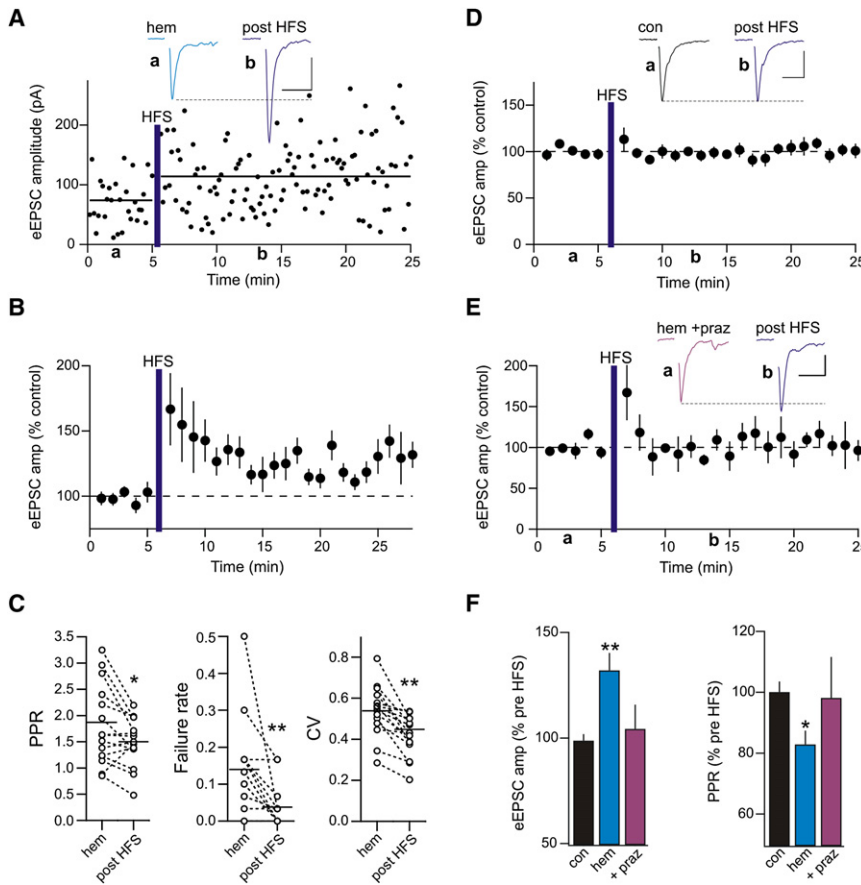 A
hem
post HFS
a
b
HFS
eEPSC amplitude (pA)
200
100
0
a
b
0
5
10
15
20
25
Time (min)
B
HFS
eEPSC amp (% control)
200
150
100
0
5
10
15
20
25
Time (min)
C
PPR
3.5
3.0
2.5
2.0
1.5
1.0
0.5
0.0
*
hem
post HFS
Failure rate
0.5
0.4
0.3
0.2
0.1
0.0
**
hem
post HFS
CV
1.0
0.8
0.6
0.4
0.2
0.0
**
hem
post HFS
D
con
post HFS
a
b
HFS
eEPSC amp (% control)
150
100
50
0
a
b
0
5
10
15
20
25
Time (min)
E
hem +praz
post HFS
a
b
HFS
eEPSC amp (% control)
200
150
100
50
0
a
b
0
5
10
15
20
25
Time (min)
F
eEPSC amp (% pre HFS)
150
100
50
**
con
hem
+ praz
PPR (% pre HFS)
120
100
80
60
*
con
hem
+ praz